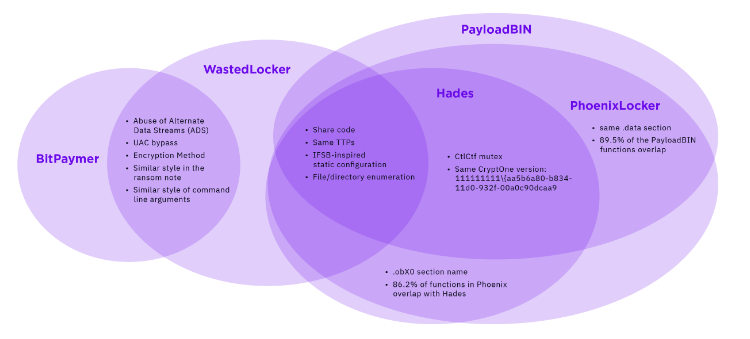 PayloadBIN
WastedLocker
Hades
PhoenixLocker
BitPaymer
• Abuse of Alternate
Data Streams (ADS)
• UAC bypass
• Encryption Method
• Similar style in the
ransom note
• Similar style of command
line arguments
• Share code
• Same TTPs
• IFSB-inspired
static configuration
• File/directory enumeration
• CtlCtf mutex
• Same CryptOne version:
111111111\{aa5b6a80-b834-
11d0-932f-00a0c90dcaa9
• same .data section
• 89.5% of the PayloadBIN
functions overlap
• .obX0 section name
• 86.2% of functions in Phoenix
overlap with Hades